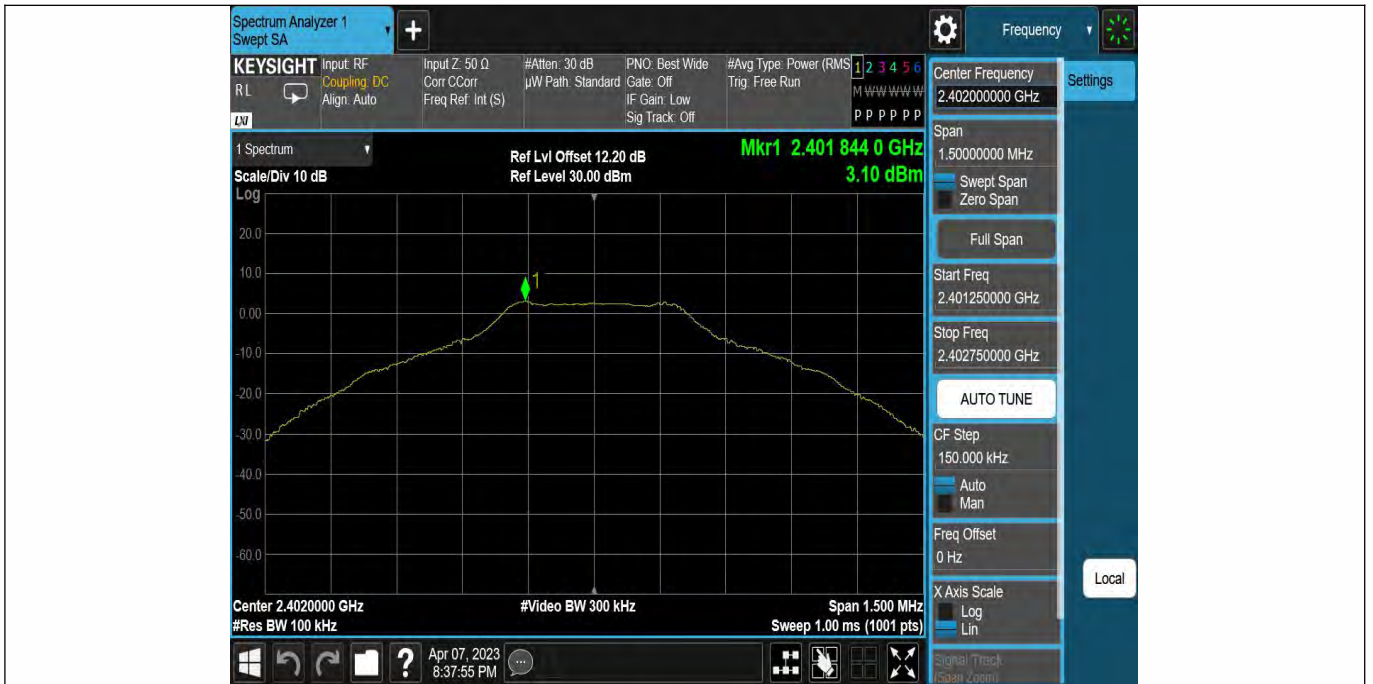 Spectrum Analyzer 1
Swept SA
+
Frequency
KEYSIGHT
RL
LXI
Input: RF
Coupling: DC
Align: Auto
Input Z: 50 Ω
Corr CCorr
Freq Ref: Int (S)
#Atten: 30 dB
µW Path: Standard
PNO: Best Wide
Gate: Off
IF Gain: Low
Sig Track: Off
#Avg Type: Power (RMS
Trig: Free Run
1 2 3 4 5 6
M W W W W W
P P P P P P
1 Spectrum
Scale/Div 10 dB
Log
Ref Lvl Offset 12.20 dB
Ref Level 30.00 dBm
Mkr1 2.401 844 0 GHz
3.10 dBm
20.0
10.0
1
0.00
-10.0
-20.0
-30.0
-40.0
-50.0
-60.0
Center 2.4020000 GHz
#Res BW 100 kHz
#Video BW 300 kHz
Span 1.500 MHz
Sweep 1.00 ms (1001 pts)
?
Apr 07, 2023
8:37:55 PM
Center Frequency
2.402000000 GHz
Settings
Span
1.50000000 MHz
Swept Span
Zero Span
Full Span
Start Freq
2.401250000 GHz
Stop Freq
2.402750000 GHz
AUTO TUNE
CF Step
150.000 kHz
Auto
Man
Freq Offset
0 Hz
X Axis Scale
Log
Lin
Signal Track
(Span Zoom)
Local